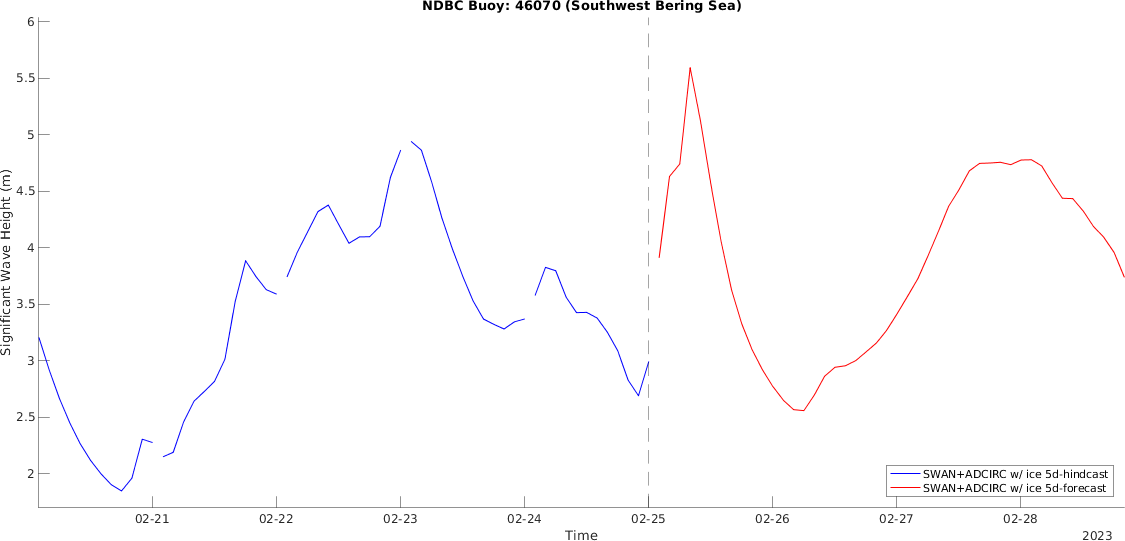 NDBC Buoy: 46070 (Southwest Bering Sea)
6
5.5
5
4.5
4
3.5
3
2.5
2
Significant Wave Height (m)
SWAN+ADCIRC w/ ice 5d-hindcast
SWAN+ADCIRC w/ ice 5d-forecast
02-21 02-22 02-23 02-24 02-25 02-26 02-27 02-28
Time 2023